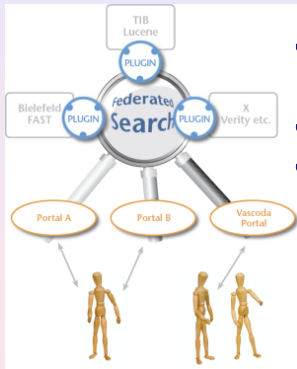 TIB
Lucene
PLUGIN
Bielefeld
FAST
PLUGIN
Federated
Search
PLUGIN
X
Verity etc.
Portal A
Portal B
Vascoda
Portal